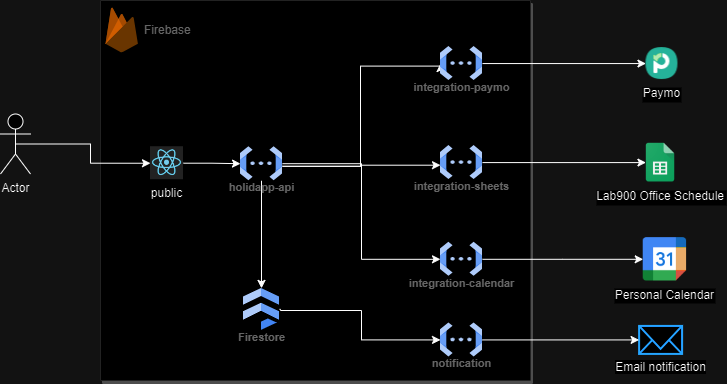 Firebase
integration-paymo
Paymo
Actor
public
holidapp-api
integration-sheets
Lab900 Office Schedule
31
integration-calendar
Personal Calendar
Firestore
notification
Email notification